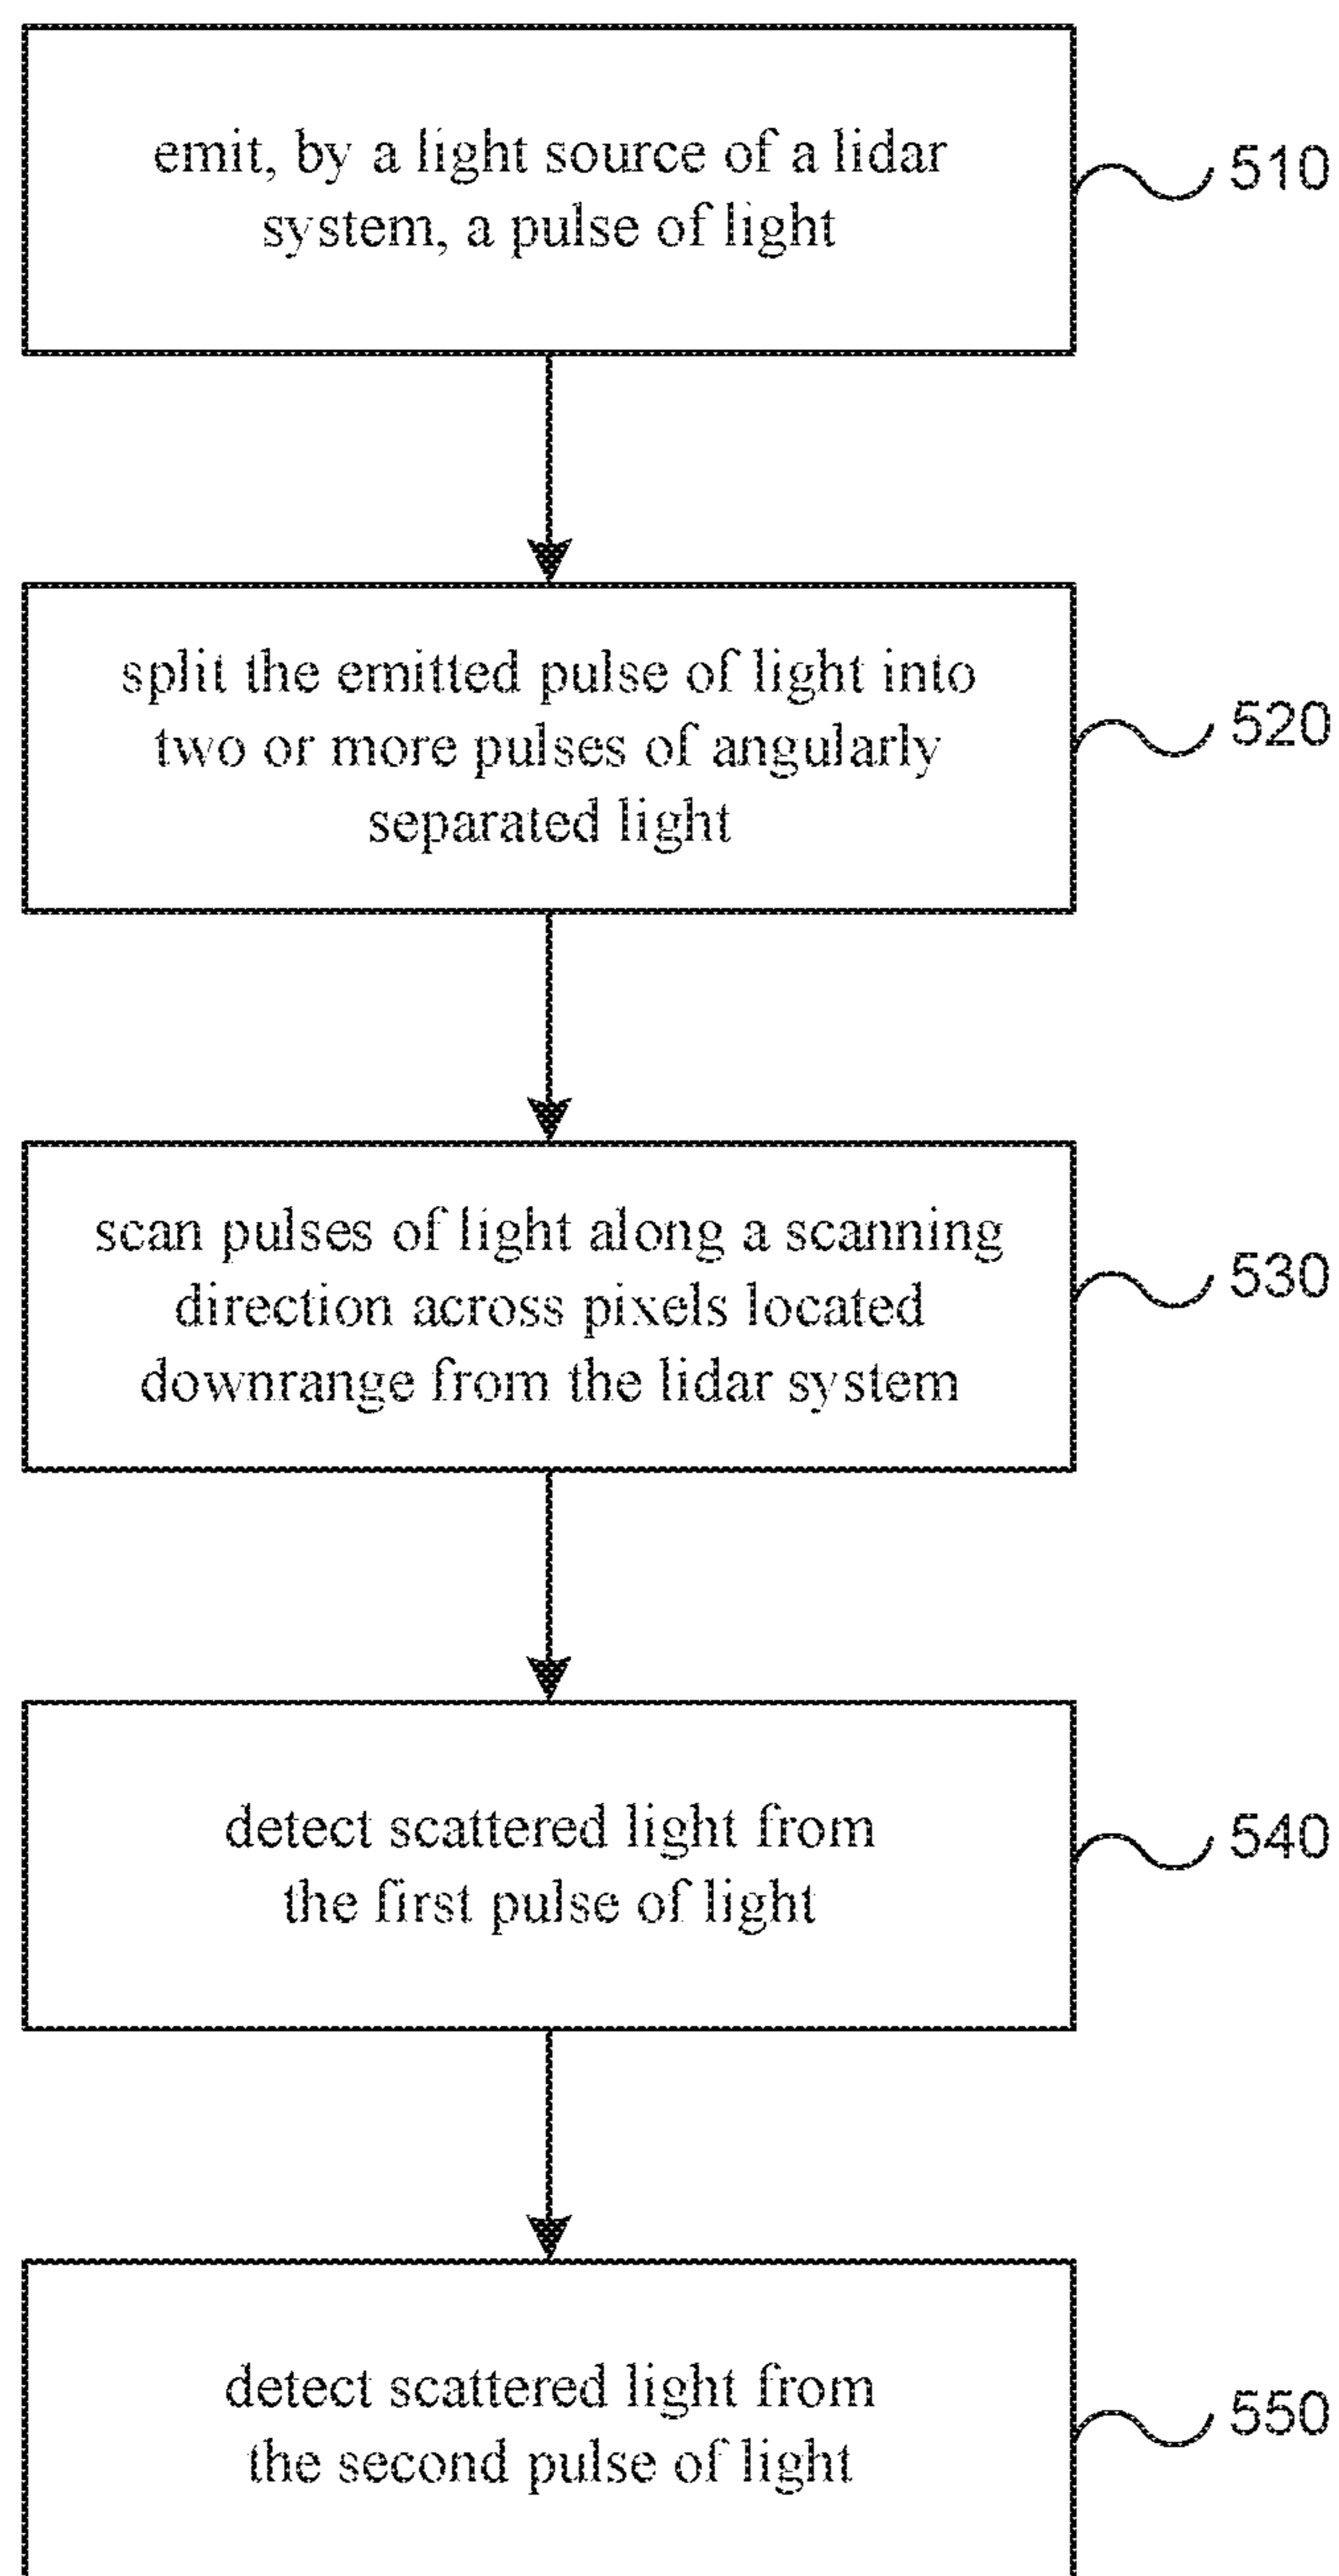 emit, by a light source of a lidar
system, a pulse of light
510
split the emitted pulse of light into
two or more pulses of angularly
separated light
520
scan pulses of light along a scanning
direction across pixels located
downrange from the lidar system
530
detect scattered light from
the first pulse of light
540
detect scattered light from
the second pulse of light
550